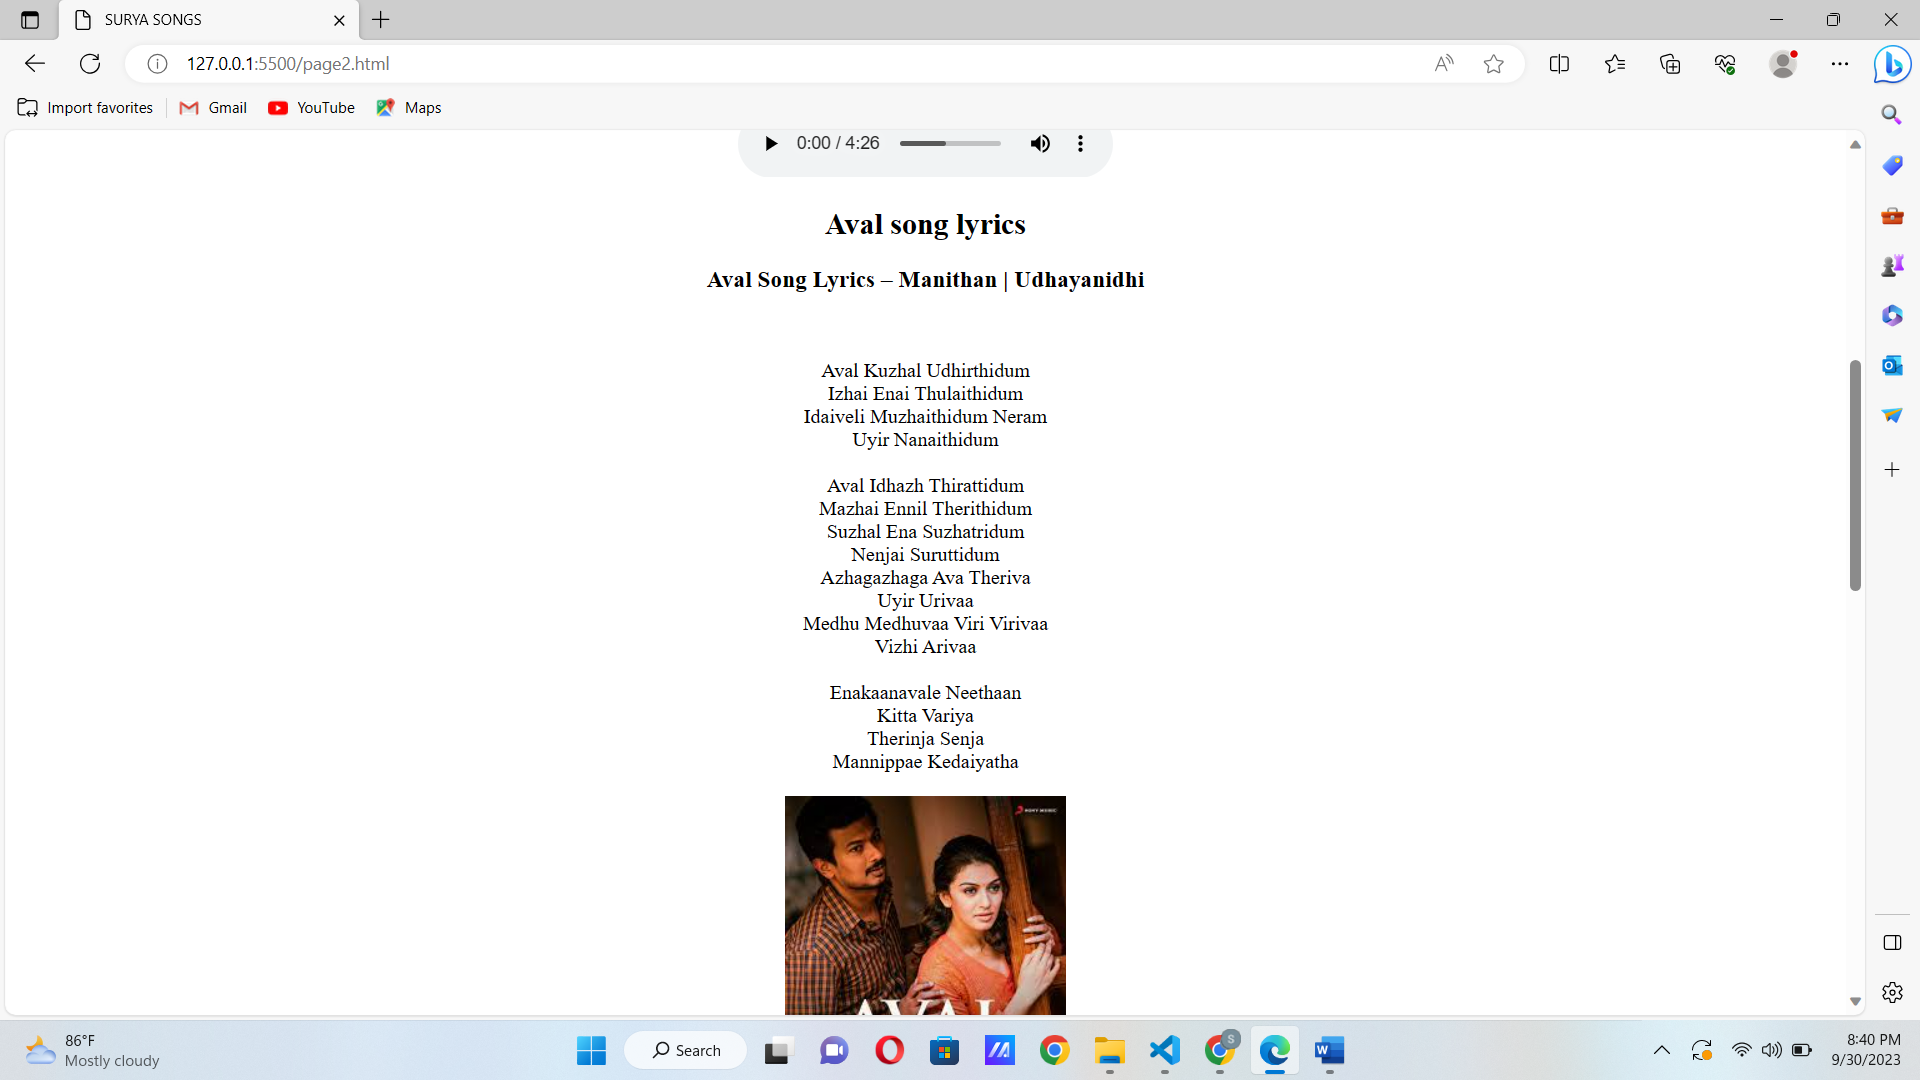 SURYA SONGS
127.0.0.1:5500/page2.html
Import favorites
Gmail
YouTube
Maps
0:00 / 4:26
Aval song lyrics
Aval Song Lyrics – Manithan | Udhayanidhi
Aval Kuzhal Udhirthidum
Izhai Enai Thulaithidum
Idaiveli Muzhaithidum Neram
Uyir Nanaithidum
Aval Idhazh Thirattidum
Mazhai Ennil Therithidum
Suzhal Ena Suzhatridum
Nenjai Suruttidum
Azhagazhaga Ava Theriva
Uyir Urivaa
Medhu Medhuvaa Viri Virivaa
Vizhi Arivaa
Enakaanavale Neethaan
Kitta Variya
Therinja Senja
Mannippae Kedaiyatha
SONY MUSIC
AVAL
86°F
Mostly cloudy
Search
S
8:40 PM
9/30/2023